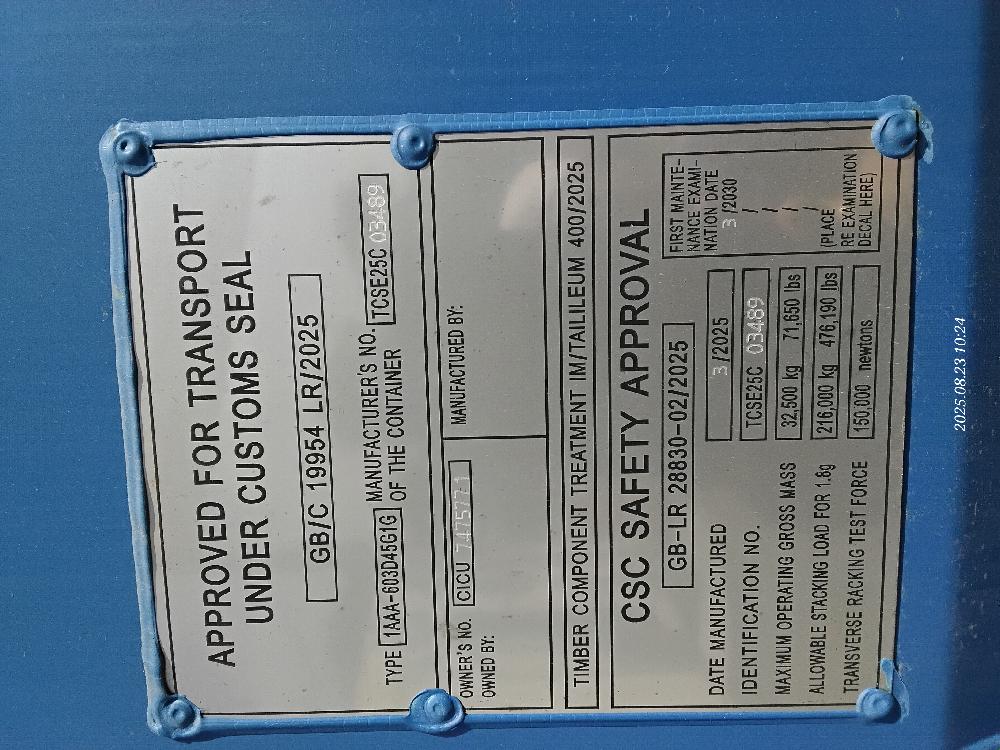 APPROVED FOR TRANSPORT
UNDER CUSTOMS SEAL
GB/C 19954 LR/2025
TYPE 1AAA-603D45G1G MANUFACTURER'S NO. OF THE CONTAINER TCSE25C 03489
OWNER'S NO. CICU 747577 1
OWNED BY:
MANUFACTURED BY:
TIMBER COMPONENT TREATMENT IM/TAILILEUM 400/2025
CSC SAFETY APPROVAL
GB-LR 28830-02/2025
DATE MANUFACTURED 3 /2025
IDENTIFICATION NO. TCSE25C 03489
MAXIMUM OPERATING GROSS MASS 32,500 kg 71,650 lbs
ALLOWABLE STACKING LOAD FOR 1.8g 216,000 kg 476,190 lbs
TRANSVERSE RACKING TEST FORCE 150,000 newtons
FIRST MAINTE-
NANCE EXAMI-
NATION DATE
3 /2030
/
/
/
(PLACE
RE EXAMINATION
DECAL HERE)
2025.08.23 10:24